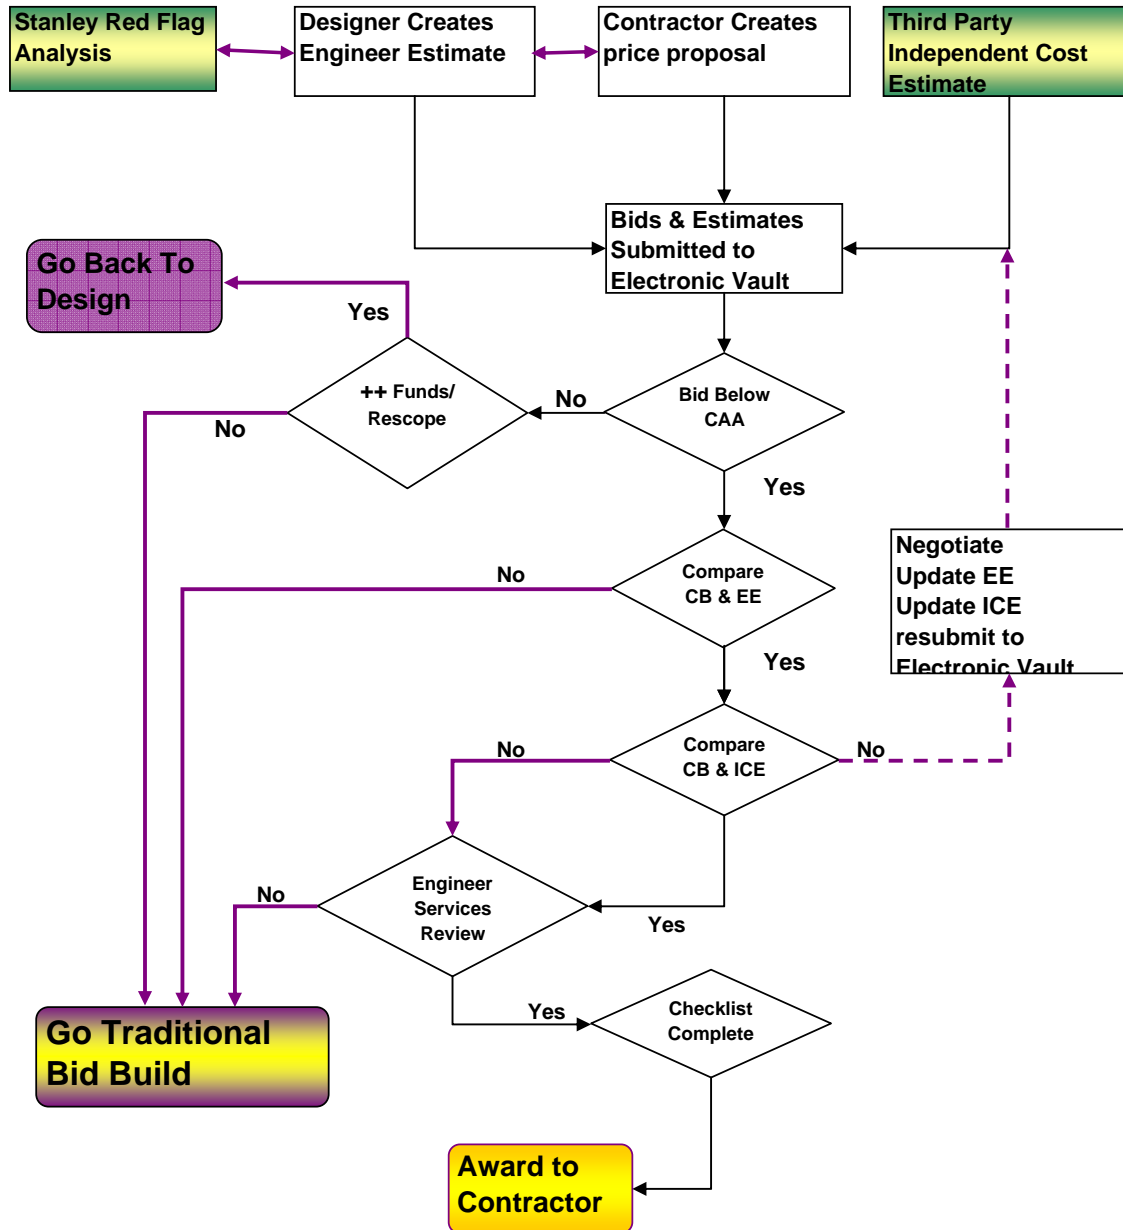 Stanley Red Flag
Analysis
Designer Creates
Engineer Estimate
Contractor Creates
price proposal
Third Party
Independent Cost
Estimate
Bids & Estimates
Submitted to
Electronic Vault
Go Back To
Design
Yes
++ Funds/
Rescope
No
No
Bid Below
CAA
Yes
No
Compare
CB & EE
Yes
Negotiate
Update EE
Update ICE
resubmit to
Electronic Vault
No
Compare
CB & ICE
No
No
Engineer
Services
Review
Yes
Yes
Checklist
Complete
Go Traditional
Bid Build
Award to
Contractor